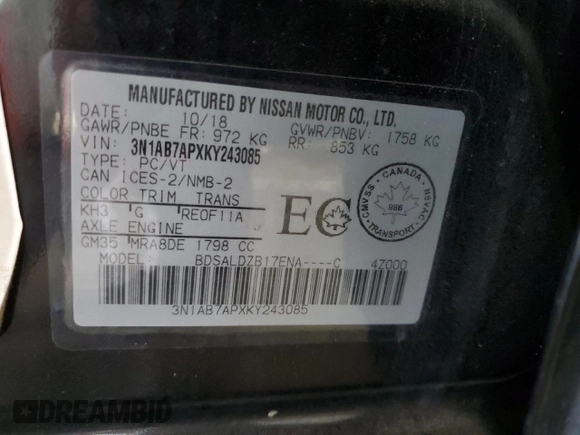 MANUFACTURED BY NISSAN MOTOR CO., LTD.
DATE: 10/18
GAWR/PNBE FR: 972 KG GVWR/PNBV: 1758 KG
RR: 853 KG
VIN: 3N1AB7APXKY243085
TYPE: PC/VT
CAN ICES-2/NMB-2
COLOR TRIM TRANS
KH3 G RE0F11A
AXLE ENGINE
GM35 MRA8DE 1798 CC
MODEL: BDSALDZB17ENA----C 4Z000
EC
CANADA
CMVSS NSVAC
TRANSPORT
3N1AB7APXKY243085
DREAMBID